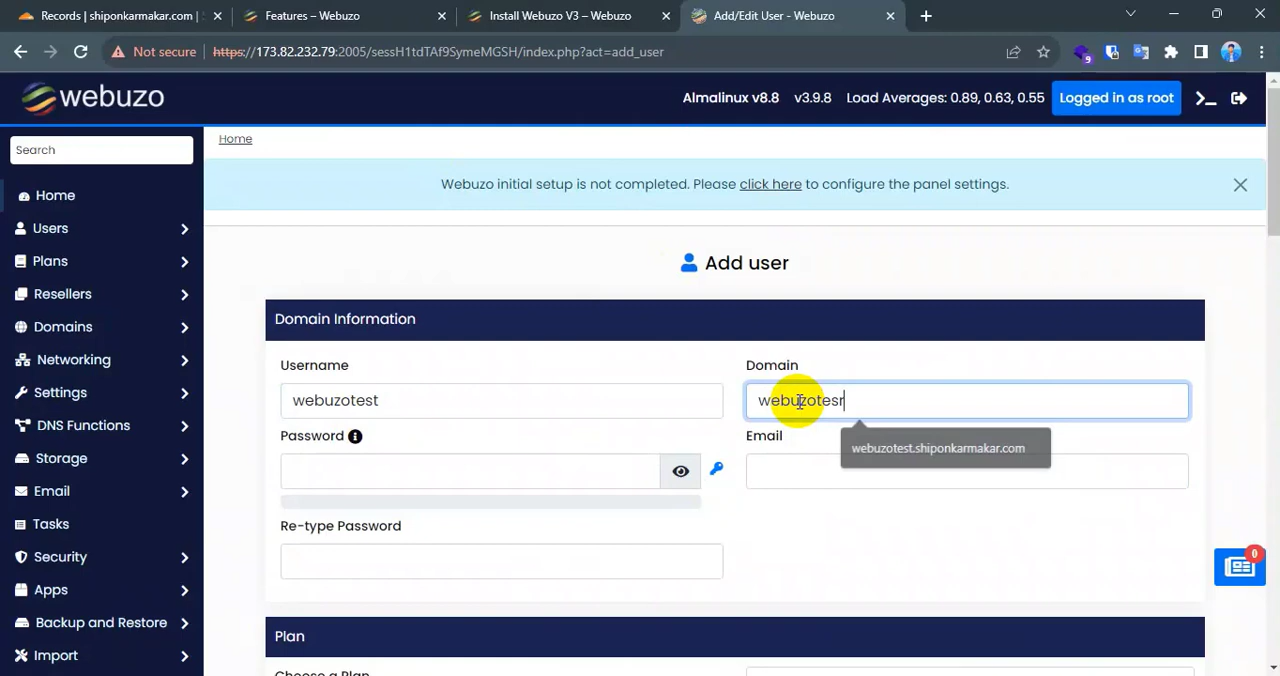 Records | shiponkarmakar.com |
Features – Webuzo
Install Webuzo V3 – Webuzo
Add/Edit User - Webuzo
Not secure
https://173.82.232.79:2005/sessH1tdTAf9SymeMGSH/index.php?act=add_user
9
webuzo
Almalinux v8.8
v3.9.8
Load Averages: 0.89, 0.63, 0.55
Logged in as root
Search
Home
Users
Plans
Resellers
Domains
Networking
Settings
DNS Functions
Storage
Email
Tasks
Security
Apps
Backup and Restore
Import
Home
Webuzo initial setup is not completed. Please click here to configure the panel settings.
Add user
Domain Information
Username
Domain
webuzotest
webuzotesr
Password
Email
webuzotest.shiponkarmakar.com
Re-type Password
0
Plan
Choose a Plan